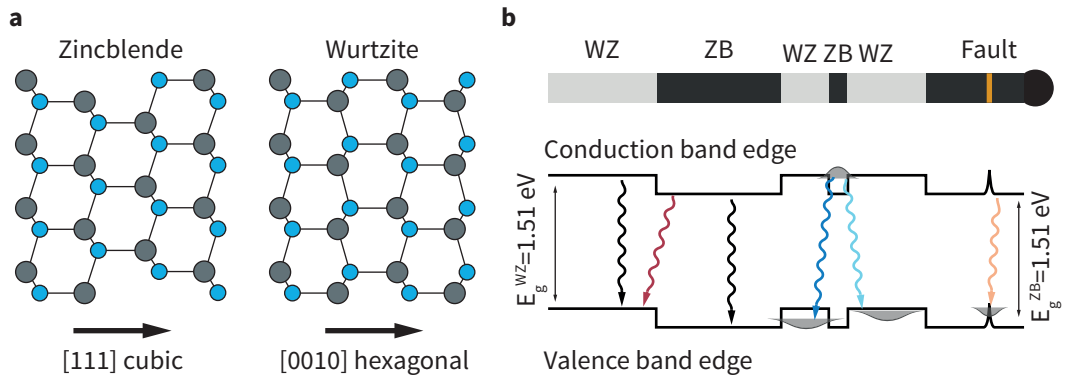 a
Zincblende
Wurtzite
[111] cubic
[0010] hexagonal
b
WZ
ZB
WZ ZB WZ
Fault
Conduction band edge
E_g^WZ=1.51 eV
E_g^ZB=1.51 eV
Valence band edge